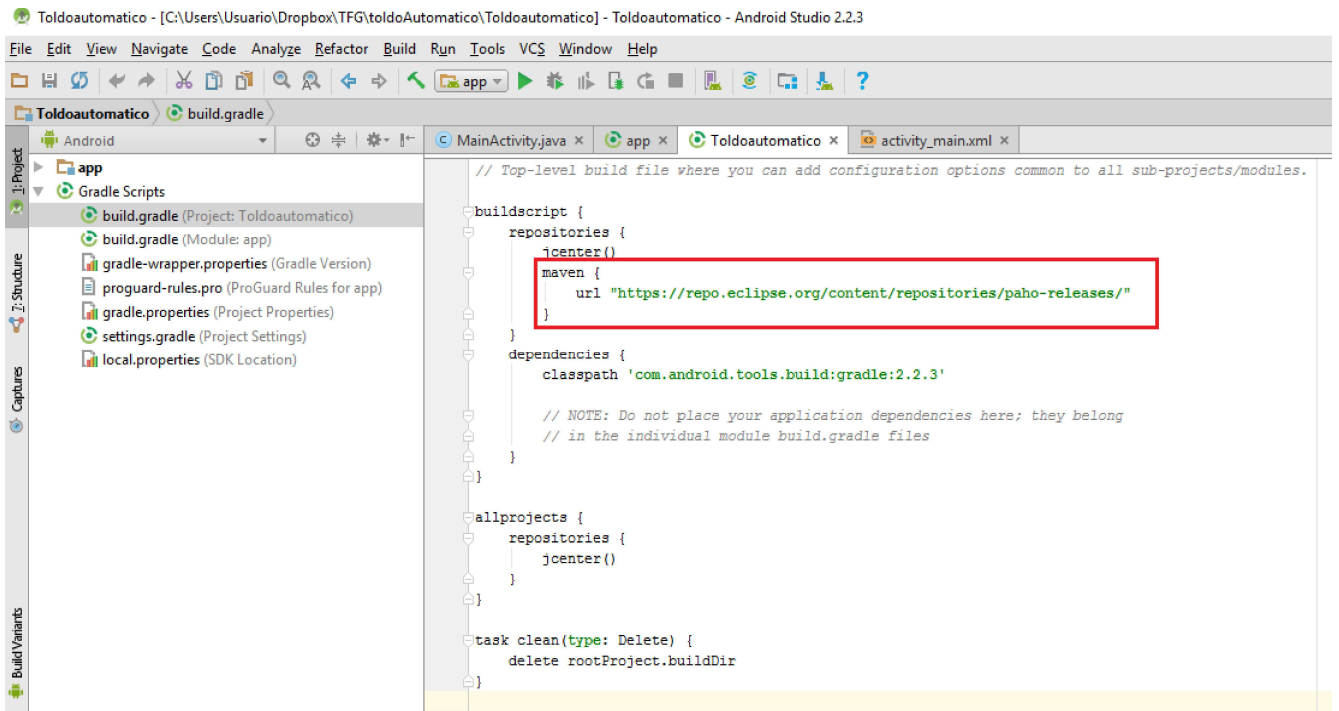 Toldoautomatico - [C:\Users\Usuario\Dropbox\TFG\toldoAutomatico\Toldoautomatico] - Toldoautomatico - Android Studio 2.2.3
File Edit View Navigate Code Analyze Refactor Build Run Tools VCS Window Help
app
Toldoautomatico build.gradle
Android
MainActivity.java app Toldoautomatico activity_main.xml
1: Project
7: Structure
Captures
Build Variants
app
Gradle Scripts
build.gradle (Project: Toldoautomatico)
build.gradle (Module: app)
gradle-wrapper.properties (Gradle Version)
proguard-rules.pro (ProGuard Rules for app)
gradle.properties (Project Properties)
settings.gradle (Project Settings)
local.properties (SDK Location)
// Top-level build file where you can add configuration options common to all sub-projects/modules.
buildscript {
repositories {
jcenter()
maven {
url "https://repo.eclipse.org/content/repositories/paho-releases/"
}
}
dependencies {
classpath 'com.android.tools.build:gradle:2.2.3'
// NOTE: Do not place your application dependencies here; they belong
// in the individual module build.gradle files
}
}
allprojects {
repositories {
jcenter()
}
}
task clean(type: Delete) {
delete rootProject.buildDir
}